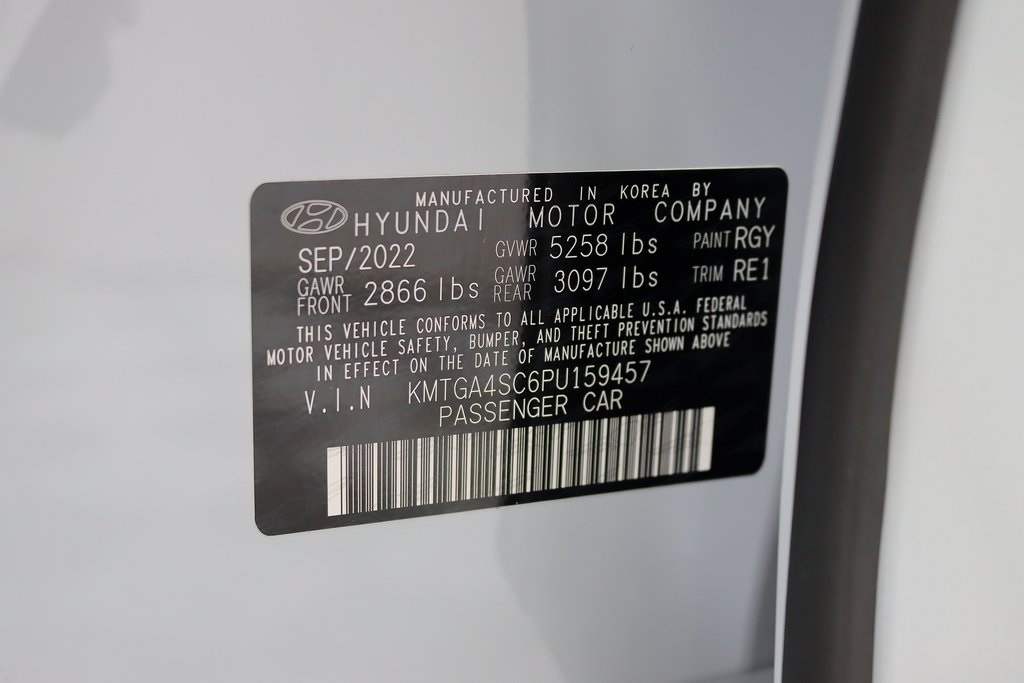 MANUFACTURED IN KOREA BY
HYUNDAI MOTOR COMPANY
SEP/2022 GVWR 5258 lbs PAINT RGY
GAWR FRONT 2866 lbs GAWR REAR 3097 lbs TRIM RE1
THIS VEHICLE CONFORMS TO ALL APPLICABLE U.S.A. FEDERAL
MOTOR VEHICLE SAFETY, BUMPER, AND THEFT PREVENTION STANDARDS
IN EFFECT ON THE DATE OF MANUFACTURE SHOWN ABOVE
V.I.N KMTGA4SC6PU159457
PASSENGER CAR